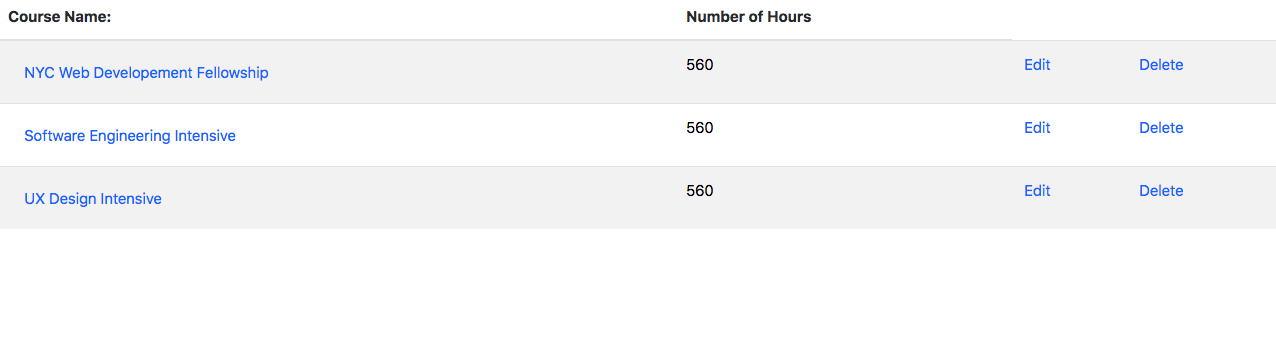 Course Name: Number of Hours
NYC Web Developement Fellowship 560 Edit Delete
Software Engineering Intensive 560 Edit Delete
UX Design Intensive 560 Edit Delete